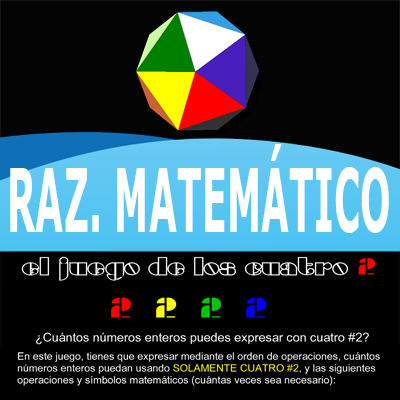 RAZ. MATEMÁTICO
el juego de los cuatro 2
2 2 2 2
¿Cuántos números enteros puedes expresar con cuatro #2?
En este juego, tienes que expresar mediante el orden de operaciones, cuántos
números enteros puedan usando SOLAMENTE CUATRO #2, y las siguientes
operaciones y símbolos matemáticos (cuántas veces sea necesario):